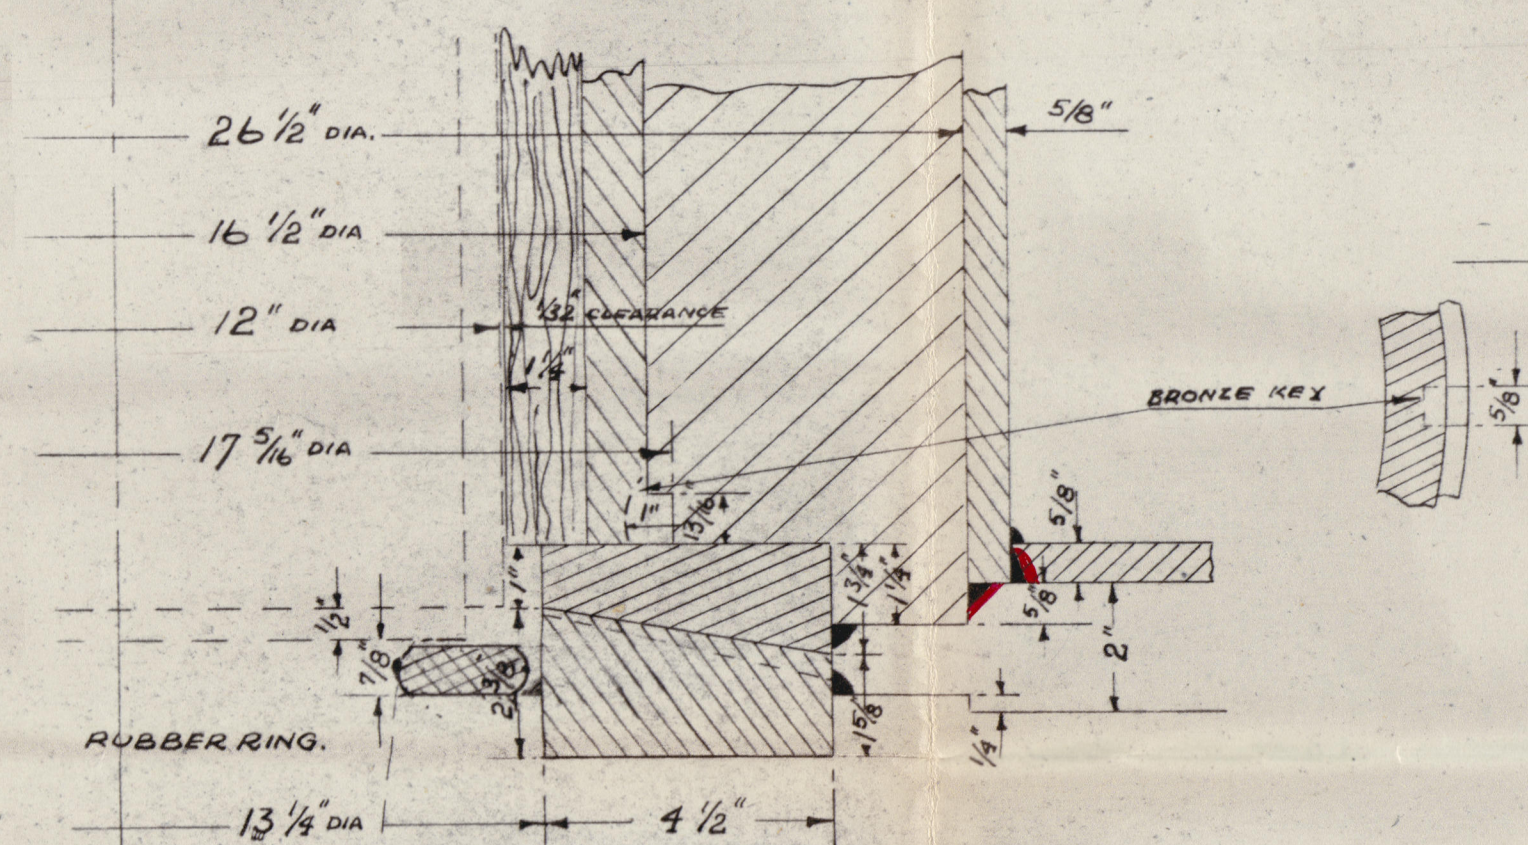 26 1/2" DIA.
5/8"
16 1/2" DIA
12" DIA
1/32" CLEARANCE
1 1/4"
BRONZE KEY
5/8"
17 5/16" DIA
1"
13/16"
5/8"
1"
1 3/4"
1 1/4"
5/8"
1/2"
7/8"
2 3/8"
2"
1 5/8"
1/4"
RUBBER RING.
13 1/4" DIA
4 1/2"